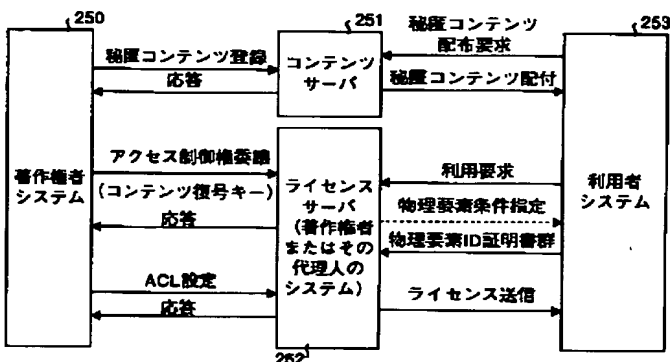 250
251
253
著作権者
システム
秘匿コンテンツ登録
応答
アクセス制御権委譲
(コンテンツ復号キー)
応答
ACL設定
応答
コンテンツ
サーバ
ライセンス
サーバ
(著作権者
またはその
代理人の
システム)
252
秘匿コンテンツ
配布要求
秘匿コンテンツ配付
利用要求
物理要素条件指定
物理要素ID証明書群
ライセンス送信
利用者
システム